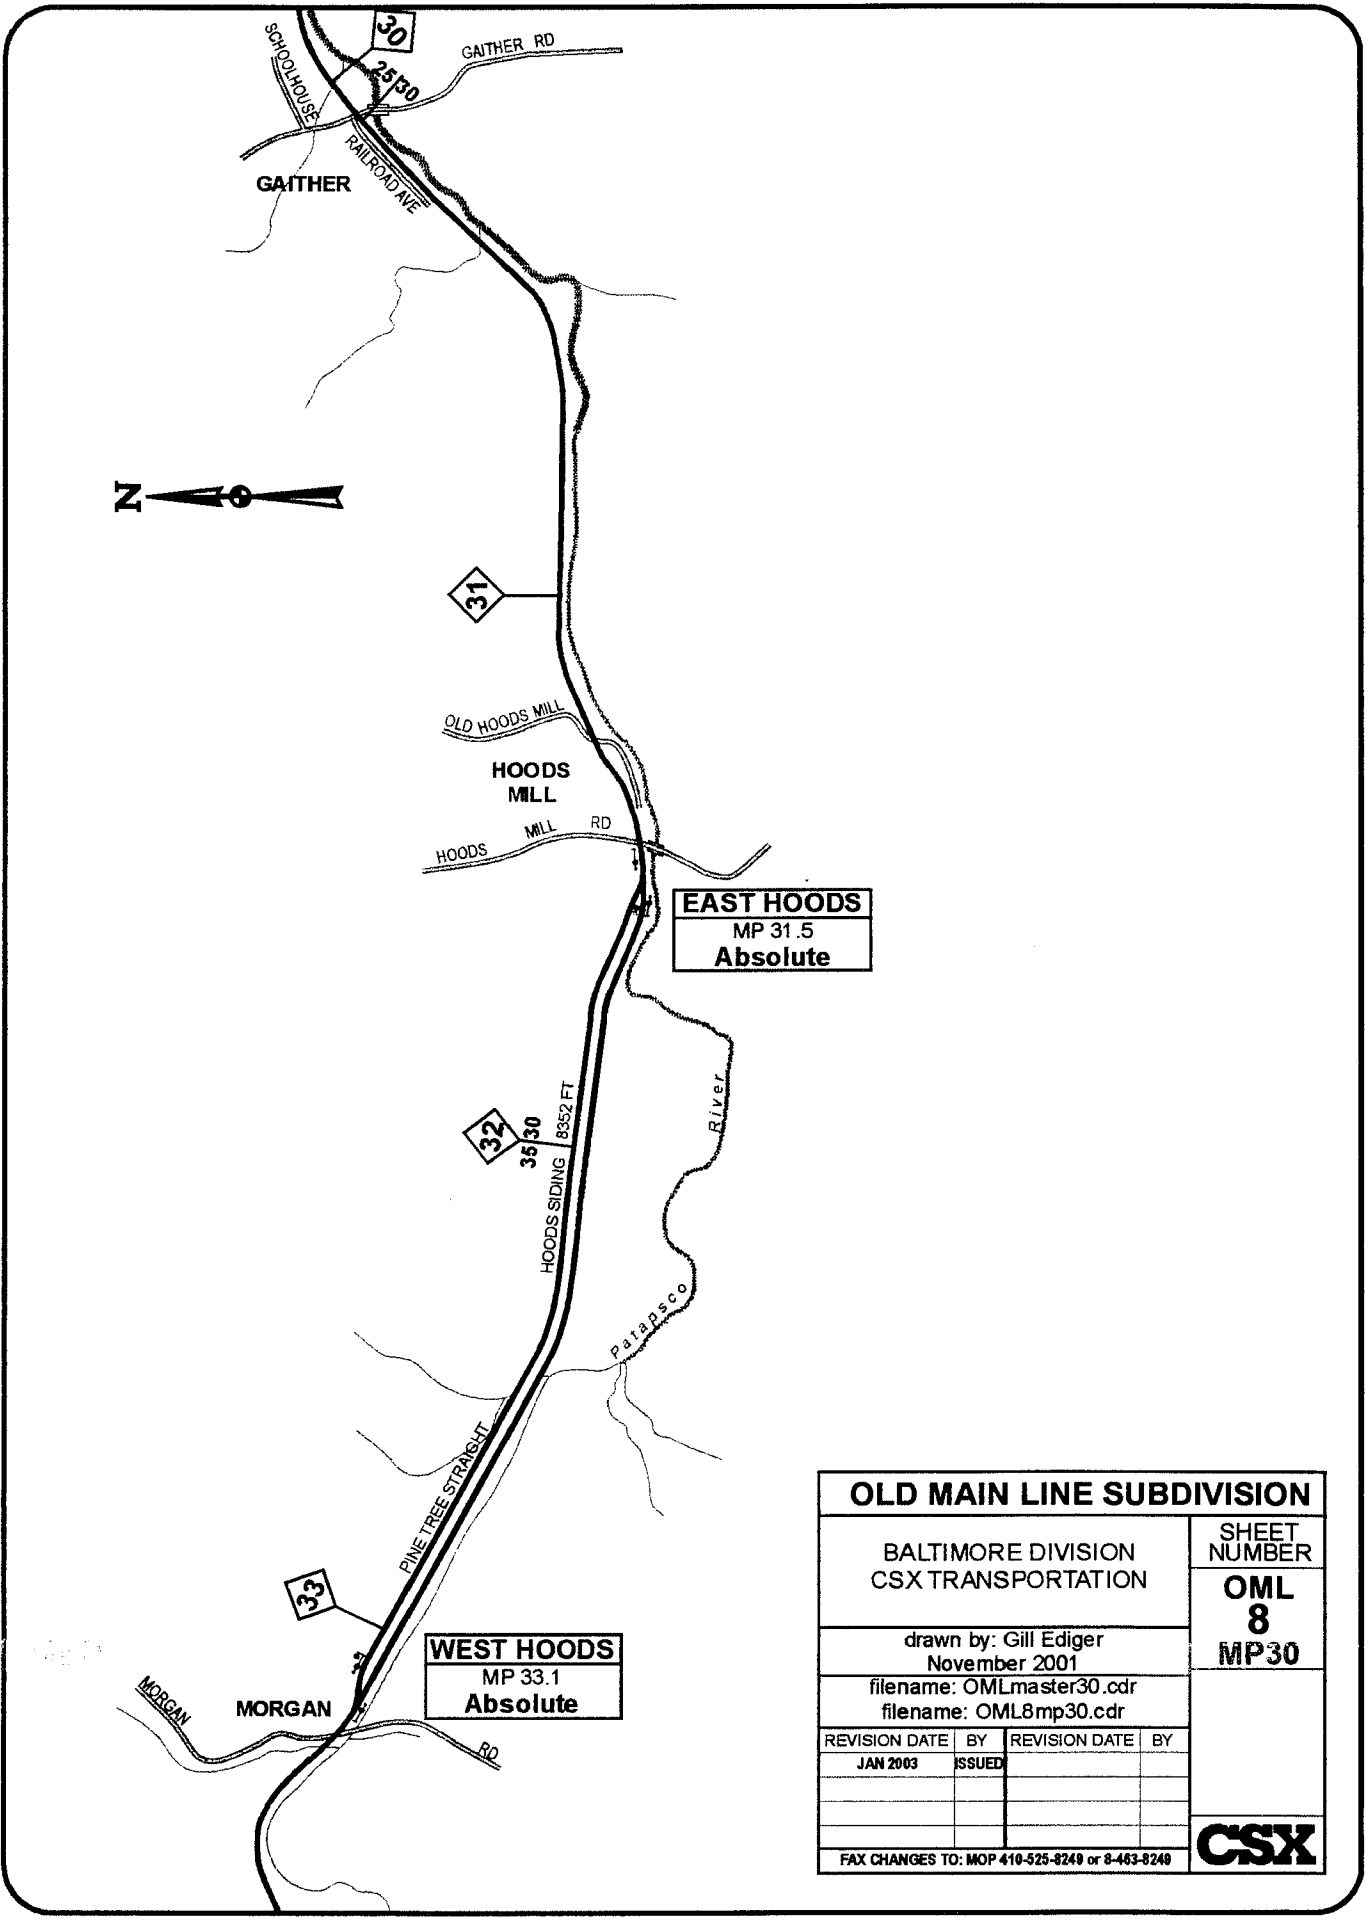 30
GAITHER RD
SCHOOLHOUSE
25 30
RAILROAD AVE
GAITHER
N
31
OLD HOODS MILL
HOODS
MILL
HOODS MILL RD
EAST HOODS
MP 31.5
Absolute
River
32
35 30
HOODS SIDING 8352 FT
Patapsco
PINE TREE STRAIGHT
33
WEST HOODS
MP 33.1
Absolute
MORGAN
MORGAN RD
OLD MAIN LINE SUBDIVISION
BALTIMORE DIVISION
CSX TRANSPORTATION
SHEET
NUMBER
OML
8
MP30
drawn by: Gill Ediger
November 2001
filename: OMLmaster30.cdr
filename: OML8mp30.cdr
REVISION DATE BY REVISION DATE BY
JAN 2003 ISSUED
FAX CHANGES TO: MOP 410-525-8249 or 8-463-8249
CSX